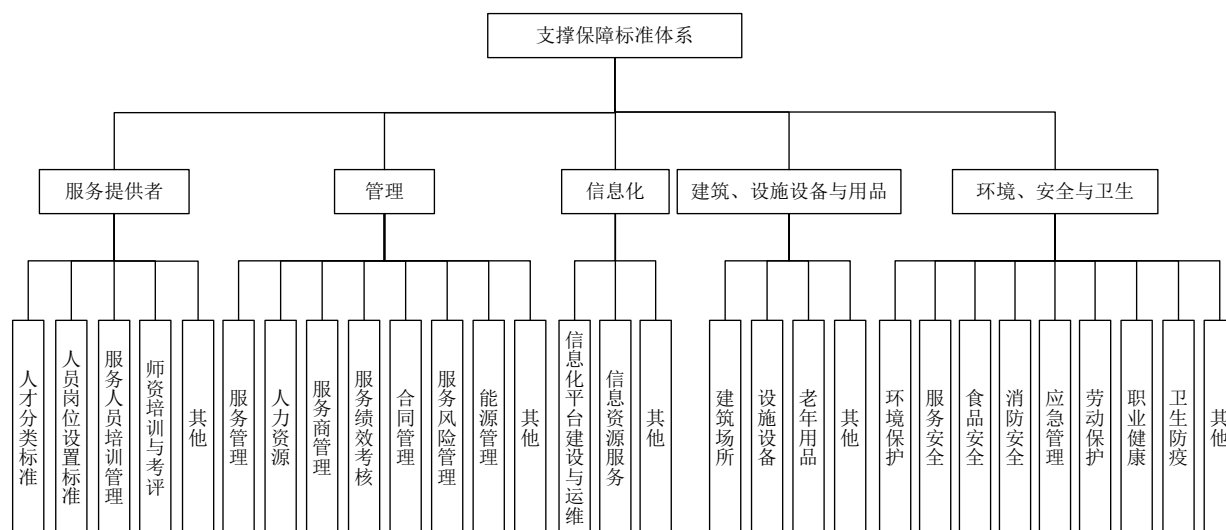 支撑保障标准体系
服务提供者
管理
信息化
建筑、设施设备与用品
环境、安全与卫生
人才分类标准
人员岗位设置标准
服务人员培训管理
师资培训与考评
其他
服务管理
人力资源
服务商管理
服务绩效考核
合同管理
服务风险管理
能源管理
其他
信息化平台建设与运维
信息资源服务
其他
建筑场所
设施设备
老年用品
其他
环境保护
服务安全
食品安全
消防安全
应急管理
劳动保护
职业健康
卫生防疫
其他